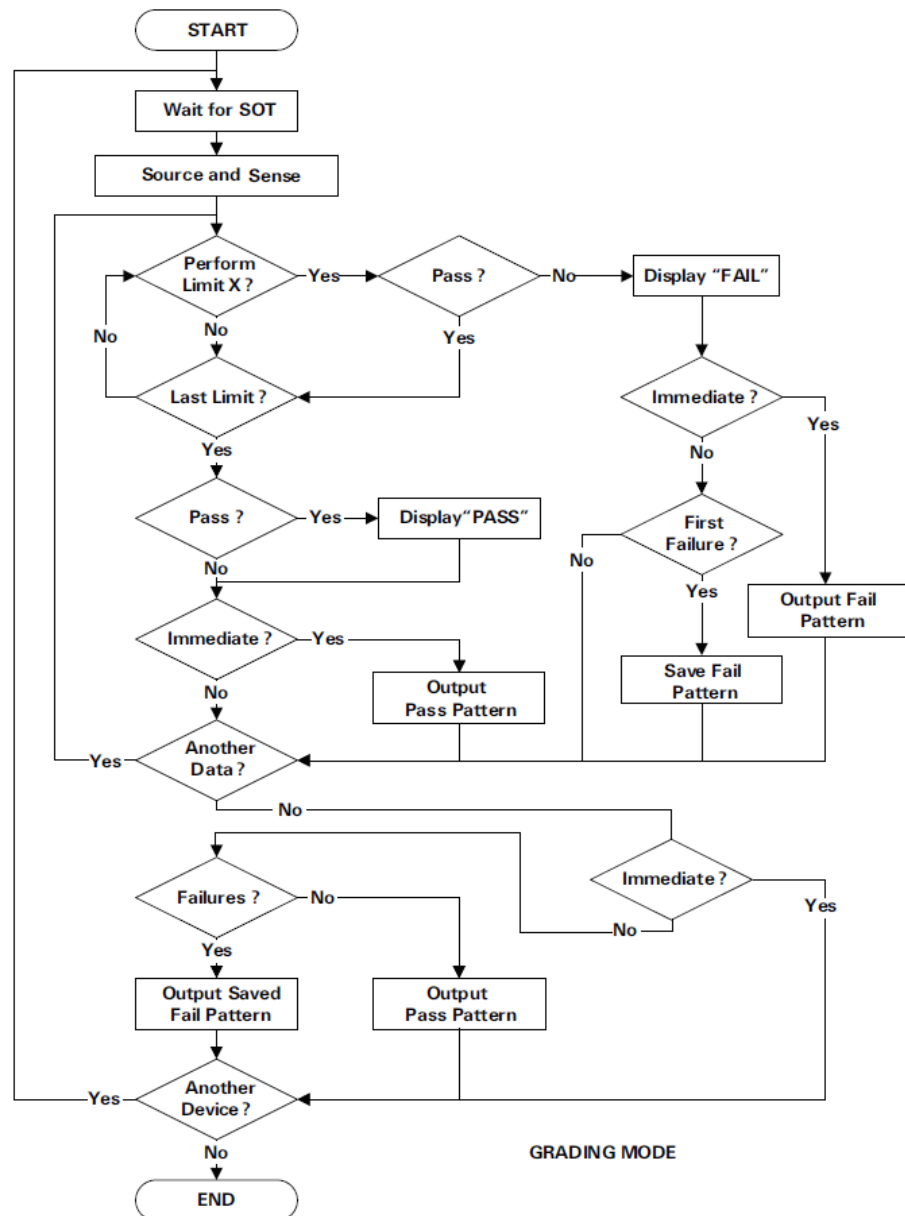 START
Wait for SOT
Source and Sense
Perform
Limit X ?
Yes
Pass ?
No
Display “FAIL”
No
No
Yes
Last Limit ?
Immediate ?
Yes
Yes
No
Pass ?
Yes
Display“PASS”
First
Failure ?
No
No
Yes
Output Fail
Pattern
Immediate ?
Yes
Save Fail
Pattern
No
Output
Pass Pattern
Yes
Another
Data ?
No
Failures ?
No
Immediate ?
Yes
No
Yes
Output Saved
Fail Pattern
Output
Pass Pattern
Yes
Another
Device ?
No
GRADING MODE
END